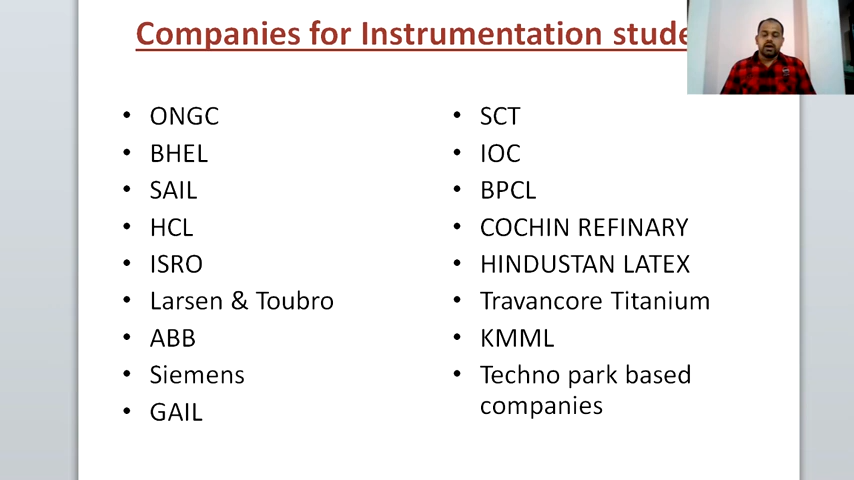 Companies for Instrumentation stude
ONGC
BHEL
SAIL
HCL
ISRO
Larsen & Toubro
ABB
Siemens
GAIL
SCT
IOC
BPCL
COCHIN REFINARY
HINDUSTAN LATEX
Travancore Titanium
KMML
Techno park based
companies